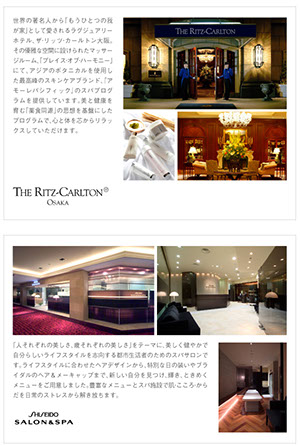 世界の著名人から「もうひとつの我
が家」として愛されるラグジュアリー
ホテル、ザ・リッツ・カールトン大阪。
その優雅な空間に設けられたマッサー
ジルーム、「プレイス・オブ・ハーモニー」
にて、アジアのボタニカルを使用し
た最高峰のスキンケアブランド、「ア
モーレパシフィック」のスパプログラ
ムを提供しています。美と健康を
育む「薬食同源」の思想を基盤にした
プログラムで、心と体を芯からリラッ
クスしていただけます。
THE RITZ-CARLTON
THE RITZ-CARLTON®
OSAKA
「人それぞれの美しさ、歳それぞれの美しさ」をテーマに、美しく健やかで
自分らしいライフスタイルを志向する都市生活者のためのスパサロンで
す。ライフスタイルに合わせたヘアデザインから、特別な日の装いやブラ
イダルのヘア&メーキャップまで。新しい自分を見つけ、輝き、ときめく
メニューをご用意しました。豊富なメニューとスパ施設で肌・こころ・から
だを日常のストレスから解き放ちます。
SHISEIDO
SALON&SPA